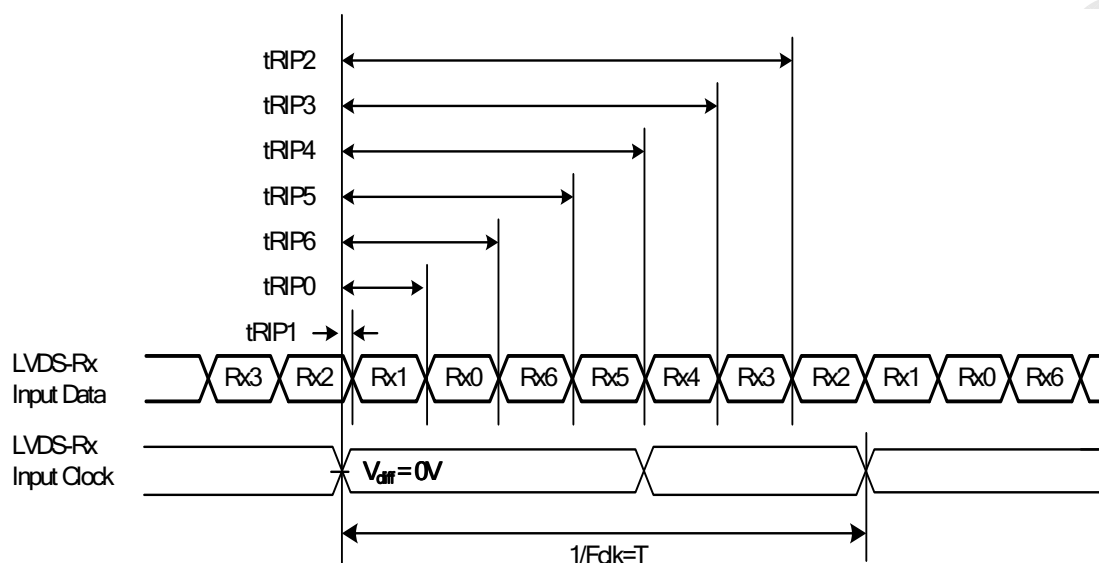 tRIP2
tRIP3
tRIP4
tRIP5
tRIP6
tRIP0
tRIP1
LVDS-Rx
Input Data
Rx3 Rx2 Rx1 Rx0 Rx6 Rx5 Rx4 Rx3 Rx2 Rx1 Rx0 Rx6
LVDS-Rx
Input Clock
Vdiff = 0V
1/Fclk=T